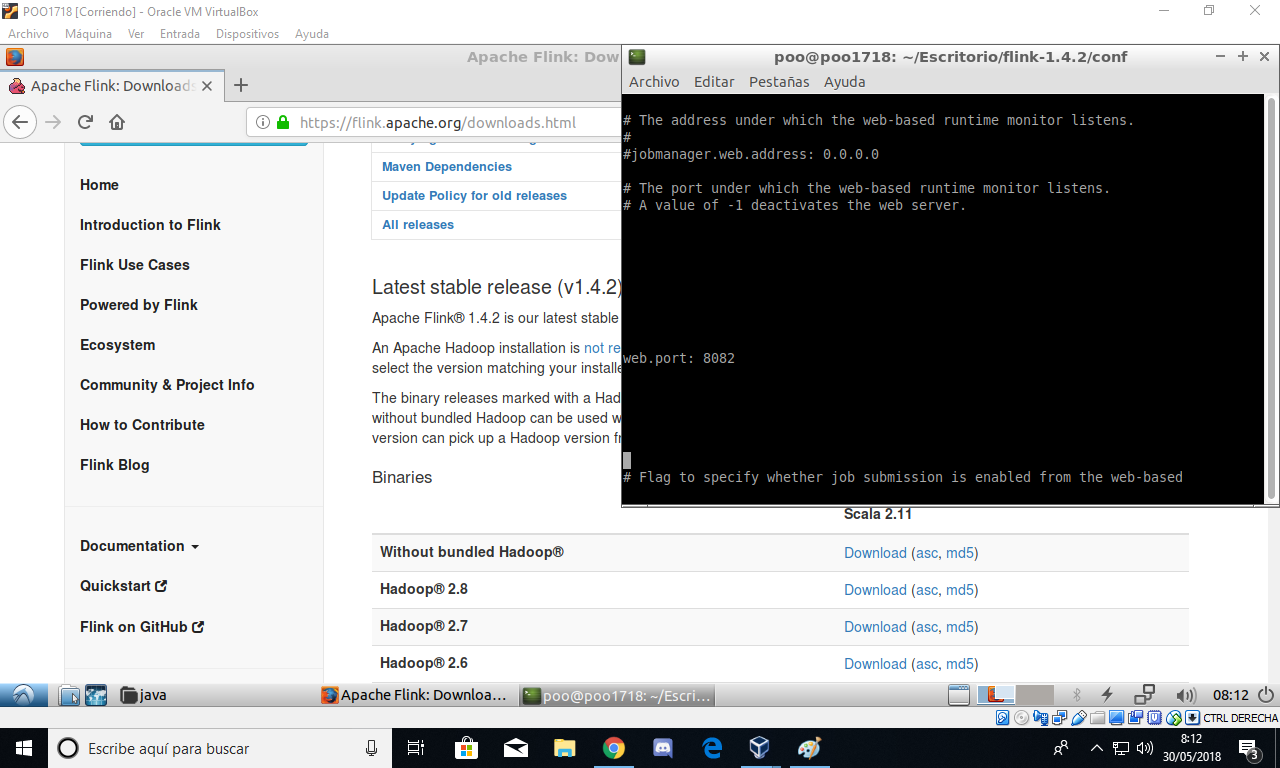 POO1718 [Corriendo] - Oracle VM VirtualBox
Archivo Máquina Ver Entrada Dispositivos Ayuda
Apache Flink: Dow
Apache Flink: Downloads
https://flink.apache.org/downloads.html
Home
Introduction to Flink
Flink Use Cases
Powered by Flink
Ecosystem
Community & Project Info
How to Contribute
Flink Blog
Documentation
Quickstart
Flink on GitHub
Maven Dependencies
Update Policy for old releases
All releases
Latest stable release (v1.4.2)
Apache Flink® 1.4.2 is our latest stable
An Apache Hadoop installation is not re
select the version matching your installe
The binary releases marked with a Had
without bundled Hadoop can be used w
version can pick up a Hadoop version fr
Binaries
Scala 2.11
Without bundled Hadoop® Download (asc, md5)
Hadoop® 2.8 Download (asc, md5)
Hadoop® 2.7 Download (asc, md5)
Hadoop® 2.6 Download (asc, md5)
poo@poo1718: ~/Escritorio/flink-1.4.2/conf
Archivo Editar Pestañas Ayuda
# The address under which the web-based runtime monitor listens.
#
#jobmanager.web.address: 0.0.0.0
# The port under which the web-based runtime monitor listens.
# A value of -1 deactivates the web server.
web.port: 8082
# Flag to specify whether job submission is enabled from the web-based
java Apache Flink: Downloa... poo@poo1718: ~/Escri... 08:12
CTRL DERECHA
Escribe aquí para buscar
8:12
30/05/2018
3